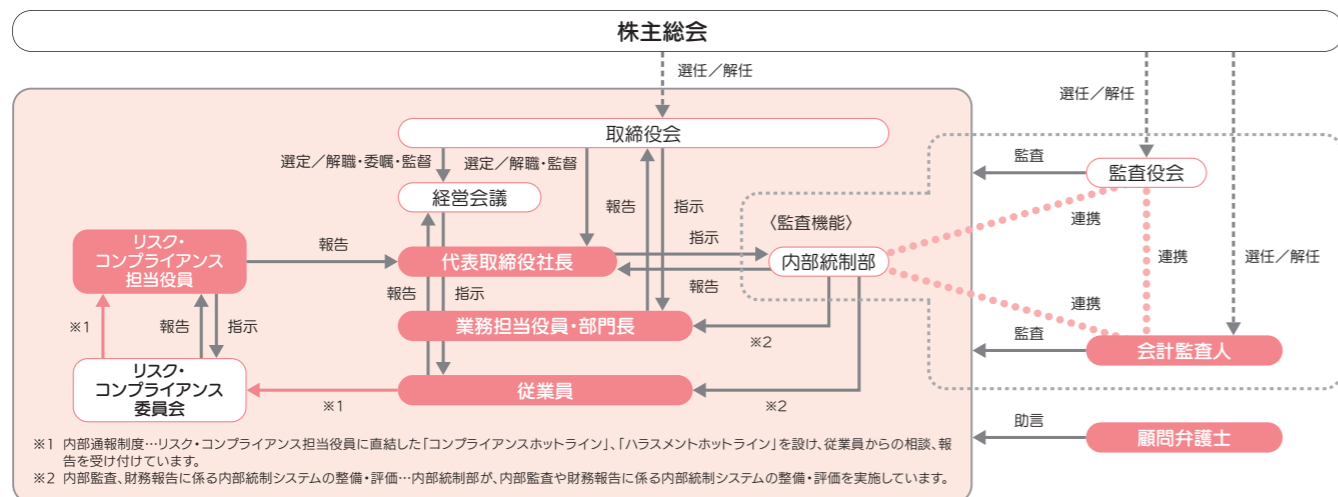 株主総会
選任／解任
選任／解任
取締役会
選定／解職・委嘱・監督
選定／解職・監督
監査
監査役会
経営会議
報告
指示
〈監査機能〉
連携
リスク・
コンプライアンス
担当役員
報告
代表取締役社長
指示
内部統制部
連携
選任／解任
報告
指示
報告
連携
※1
報告
指示
業務担当役員・部門長
※2
監査
会計監査人
リスク・
コンプライアンス
委員会
※1
従業員
※2
助言
顧問弁護士
※1 内部通報制度…リスク・コンプライアンス担当役員に直結した「コンプライアンスホットライン」、「ハラスメントホットライン」を設け、従業員からの相談、報
告を受け付けています。
※2 内部監査、財務報告に係る内部統制システムの整備・評価…内部統制部が、内部監査や財務報告に係る内部統制システムの整備・評価を実施しています。